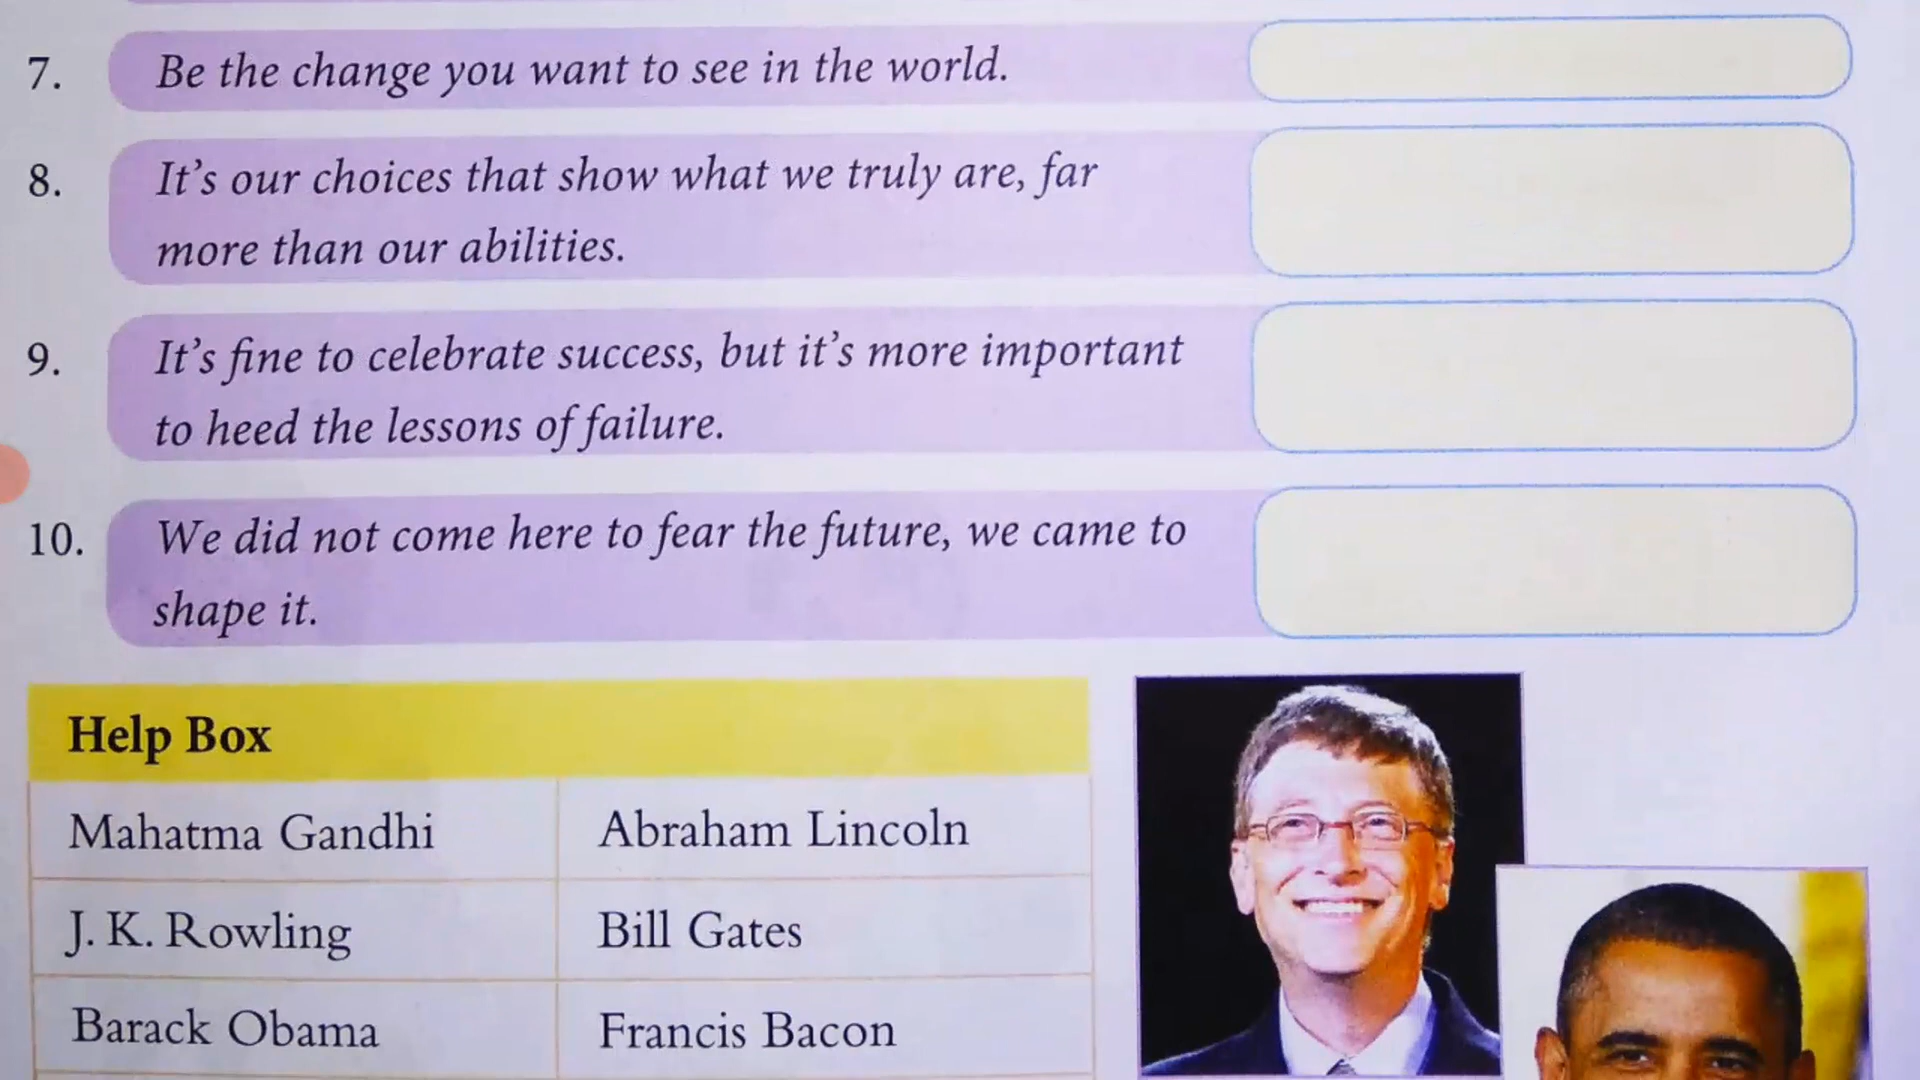 7. Be the change you want to see in the world.
8. It's our choices that show what we truly are, far
more than our abilities.
9. It's fine to celebrate success, but it's more important
to heed the lessons of failure.
10. We did not come here to fear the future, we came to
shape it.
Help Box
Mahatma Gandhi Abraham Lincoln
J. K. Rowling Bill Gates
Barack Obama Francis Bacon